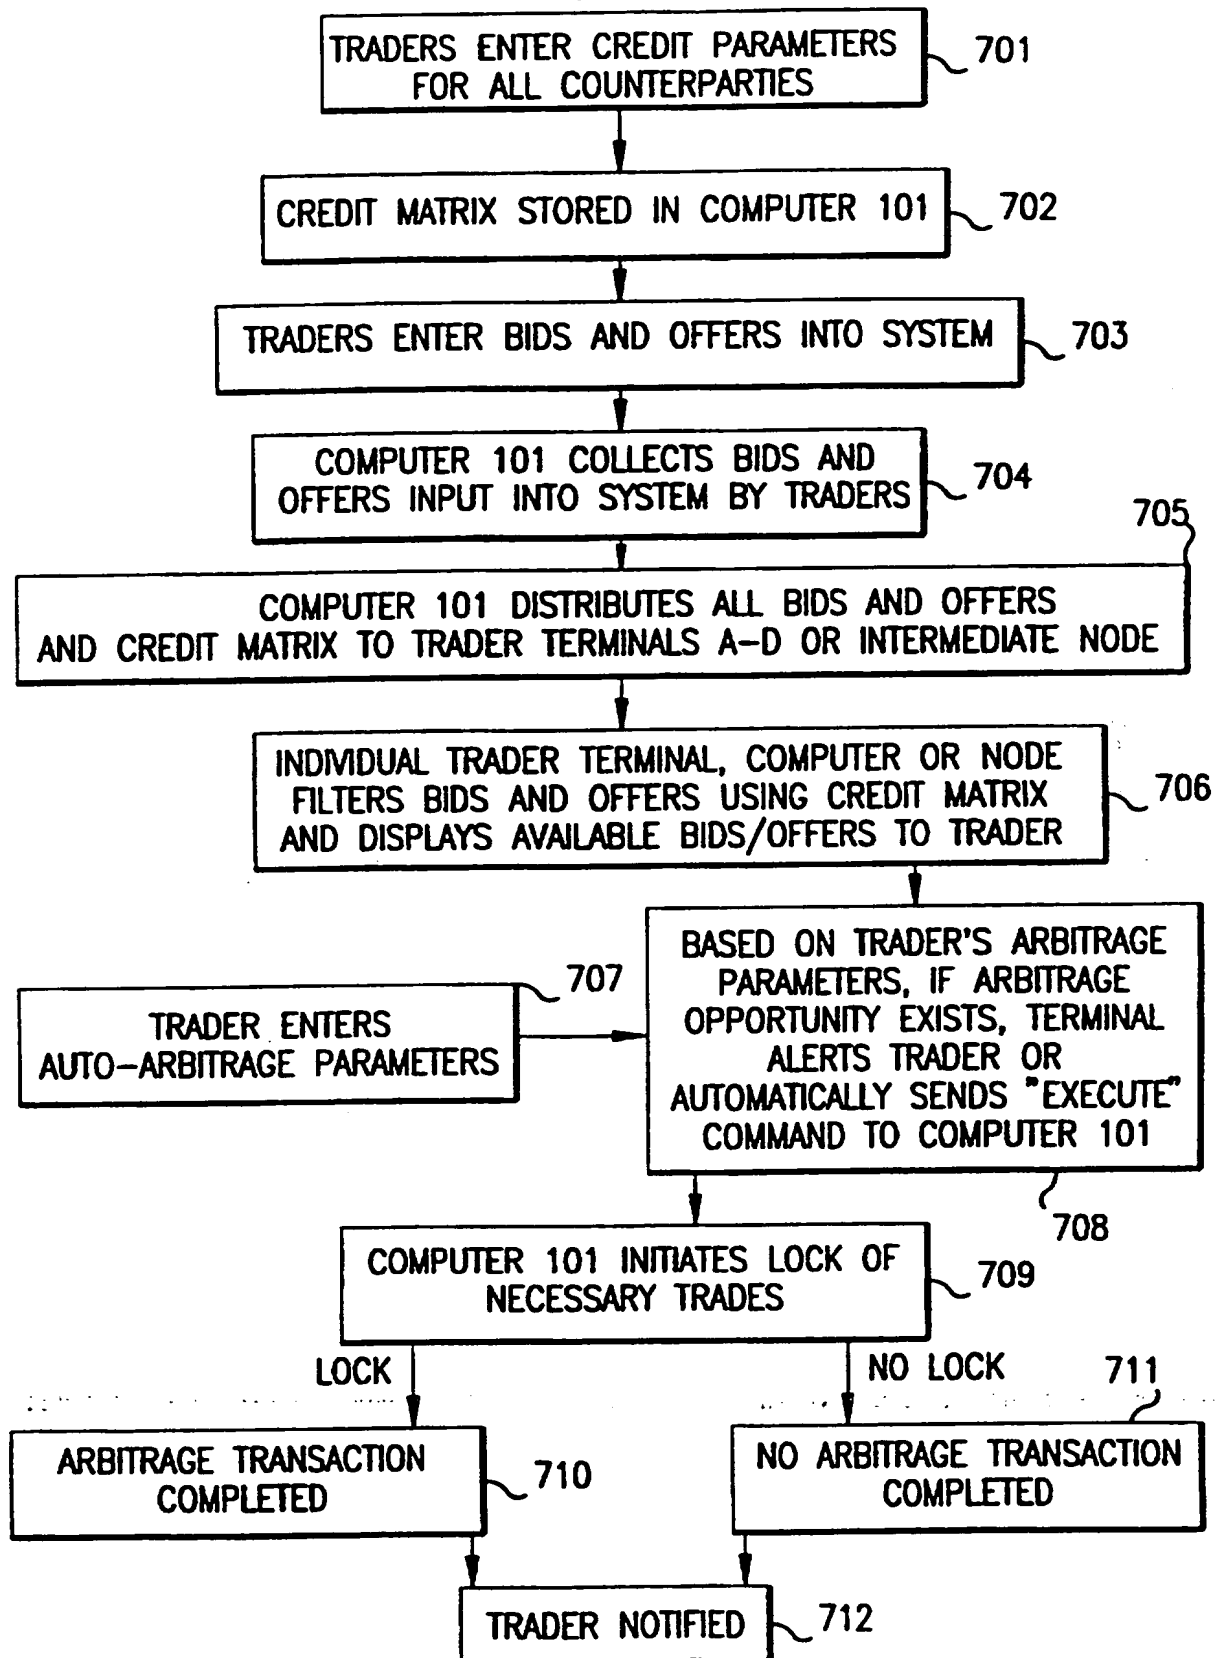 TRADERS ENTER CREDIT PARAMETERS
FOR ALL COUNTERPARTIES
701
CREDIT MATRIX STORED IN COMPUTER 101
702
TRADERS ENTER BIDS AND OFFERS INTO SYSTEM
703
COMPUTER 101 COLLECTS BIDS AND
OFFERS INPUT INTO SYSTEM BY TRADERS
704
705
COMPUTER 101 DISTRIBUTES ALL BIDS AND OFFERS
AND CREDIT MATRIX TO TRADER TERMINALS A-D OR INTERMEDIATE NODE
INDIVIDUAL TRADER TERMINAL, COMPUTER OR NODE
FILTERS BIDS AND OFFERS USING CREDIT MATRIX
AND DISPLAYS AVAILABLE BIDS/OFFERS TO TRADER
706
707
TRADER ENTERS
AUTO-ARBITRAGE PARAMETERS
BASED ON TRADER'S ARBITRAGE
PARAMETERS, IF ARBITRAGE
OPPORTUNITY EXISTS, TERMINAL
ALERTS TRADER OR
AUTOMATICALLY SENDS "EXECUTE"
COMMAND TO COMPUTER 101
708
COMPUTER 101 INITIATES LOCK OF
NECESSARY TRADES
709
LOCK
NO LOCK
711
ARBITRAGE TRANSACTION
COMPLETED
710
NO ARBITRAGE TRANSACTION
COMPLETED
TRADER NOTIFIED
712